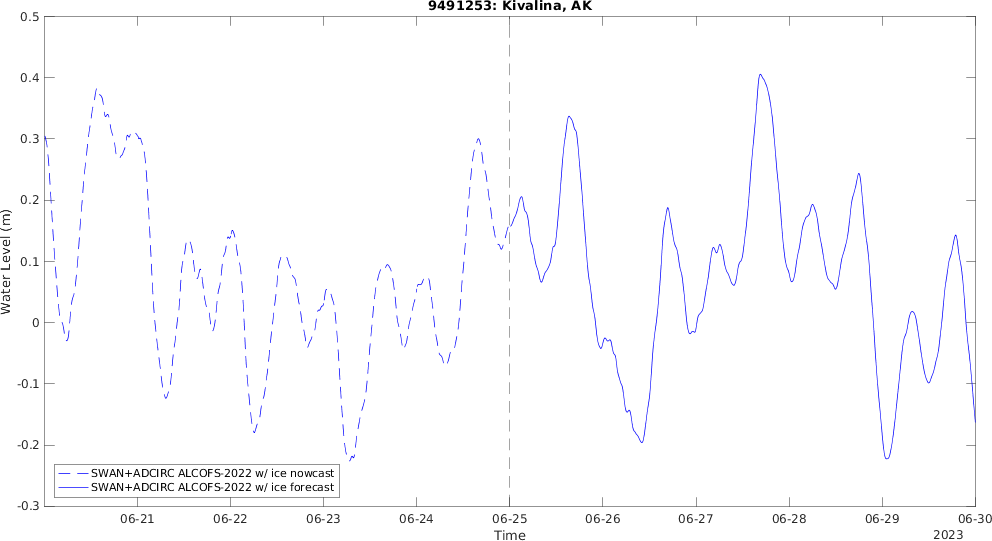 9491253: Kivalina, AK
0.5
0.4
0.3
0.2
0.1
0
-0.1
-0.2
-0.3
Water Level (m)
SWAN+ADCIRC ALCOFS-2022 w/ ice nowcast
SWAN+ADCIRC ALCOFS-2022 w/ ice forecast
06-21 06-22 06-23 06-24 06-25 06-26 06-27 06-28 06-29 06-30
Time
2023